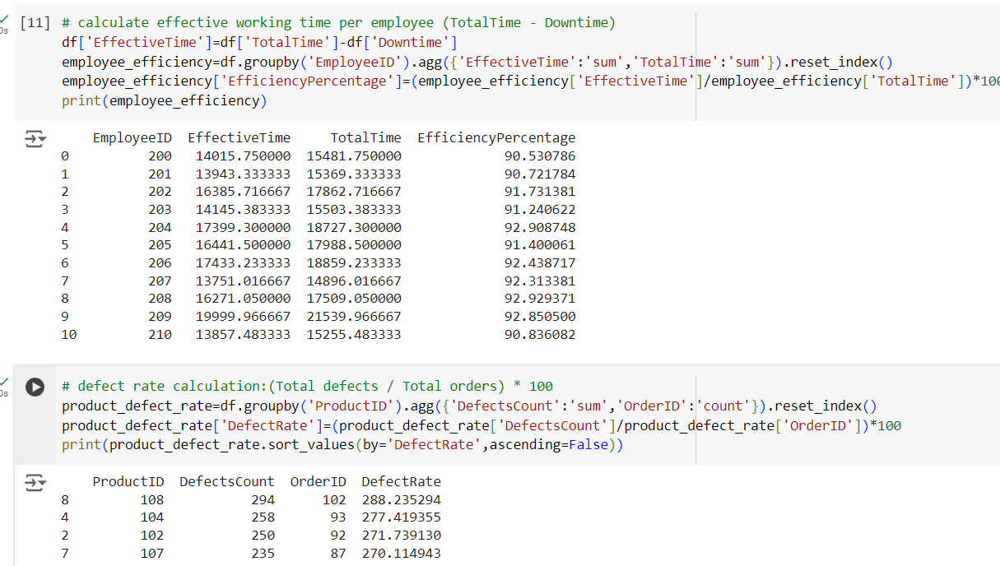 [11] # calculate effective working time per employee (TotalTime - Downtime)
df['EffectiveTime']=df['TotalTime']-df['Downtime']
employee_efficiency=df.groupby('EmployeeID').agg({'EffectiveTime':'sum','TotalTime':'sum'}).reset_index()
employee_efficiency['EfficiencyPercentage']=(employee_efficiency['EffectiveTime']/employee_efficiency['TotalTime'])*100
print(employee_efficiency)
EmployeeID EffectiveTime TotalTime EfficiencyPercentage
0 200 14015.750000 15481.750000 90.530786
1 201 13943.333333 15369.333333 90.721784
2 202 16385.716667 17862.716667 91.731381
3 203 14145.383333 15503.383333 91.240622
4 204 17399.300000 18727.300000 92.908748
5 205 16441.500000 17988.500000 91.400061
6 206 17433.233333 18859.233333 92.438717
7 207 13751.016667 14896.016667 92.313381
8 208 16271.050000 17509.050000 92.929371
9 209 19999.966667 21539.966667 92.850500
10 210 13857.483333 15255.483333 90.836082
# defect rate calculation:(Total defects / Total orders) * 100
product_defect_rate=df.groupby('ProductID').agg({'DefectsCount':'sum','OrderID':'count'}).reset_index()
product_defect_rate['DefectRate']=(product_defect_rate['DefectsCount']/product_defect_rate['OrderID'])*100
print(product_defect_rate.sort_values(by='DefectRate',ascending=False))
ProductID DefectsCount OrderID DefectRate
8 108 294 102 288.235294
4 104 258 93 277.419355
2 102 250 92 271.739130
7 107 235 87 270.114943